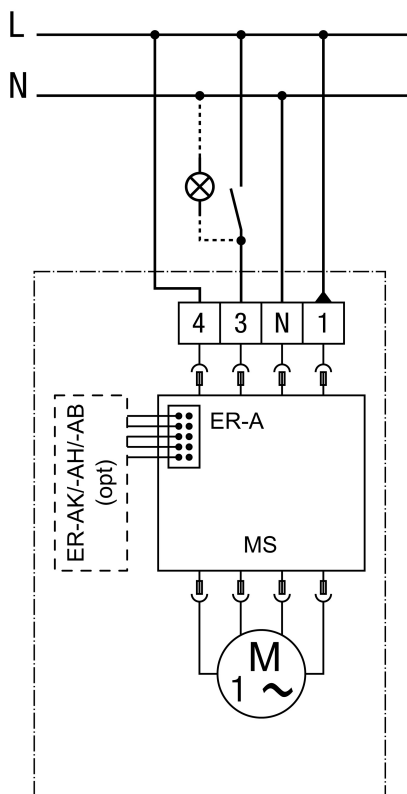 L
N
4 3 N 1
ER-A
ER-AK/-AH/-AB
(opt)
MS
M
1 ~